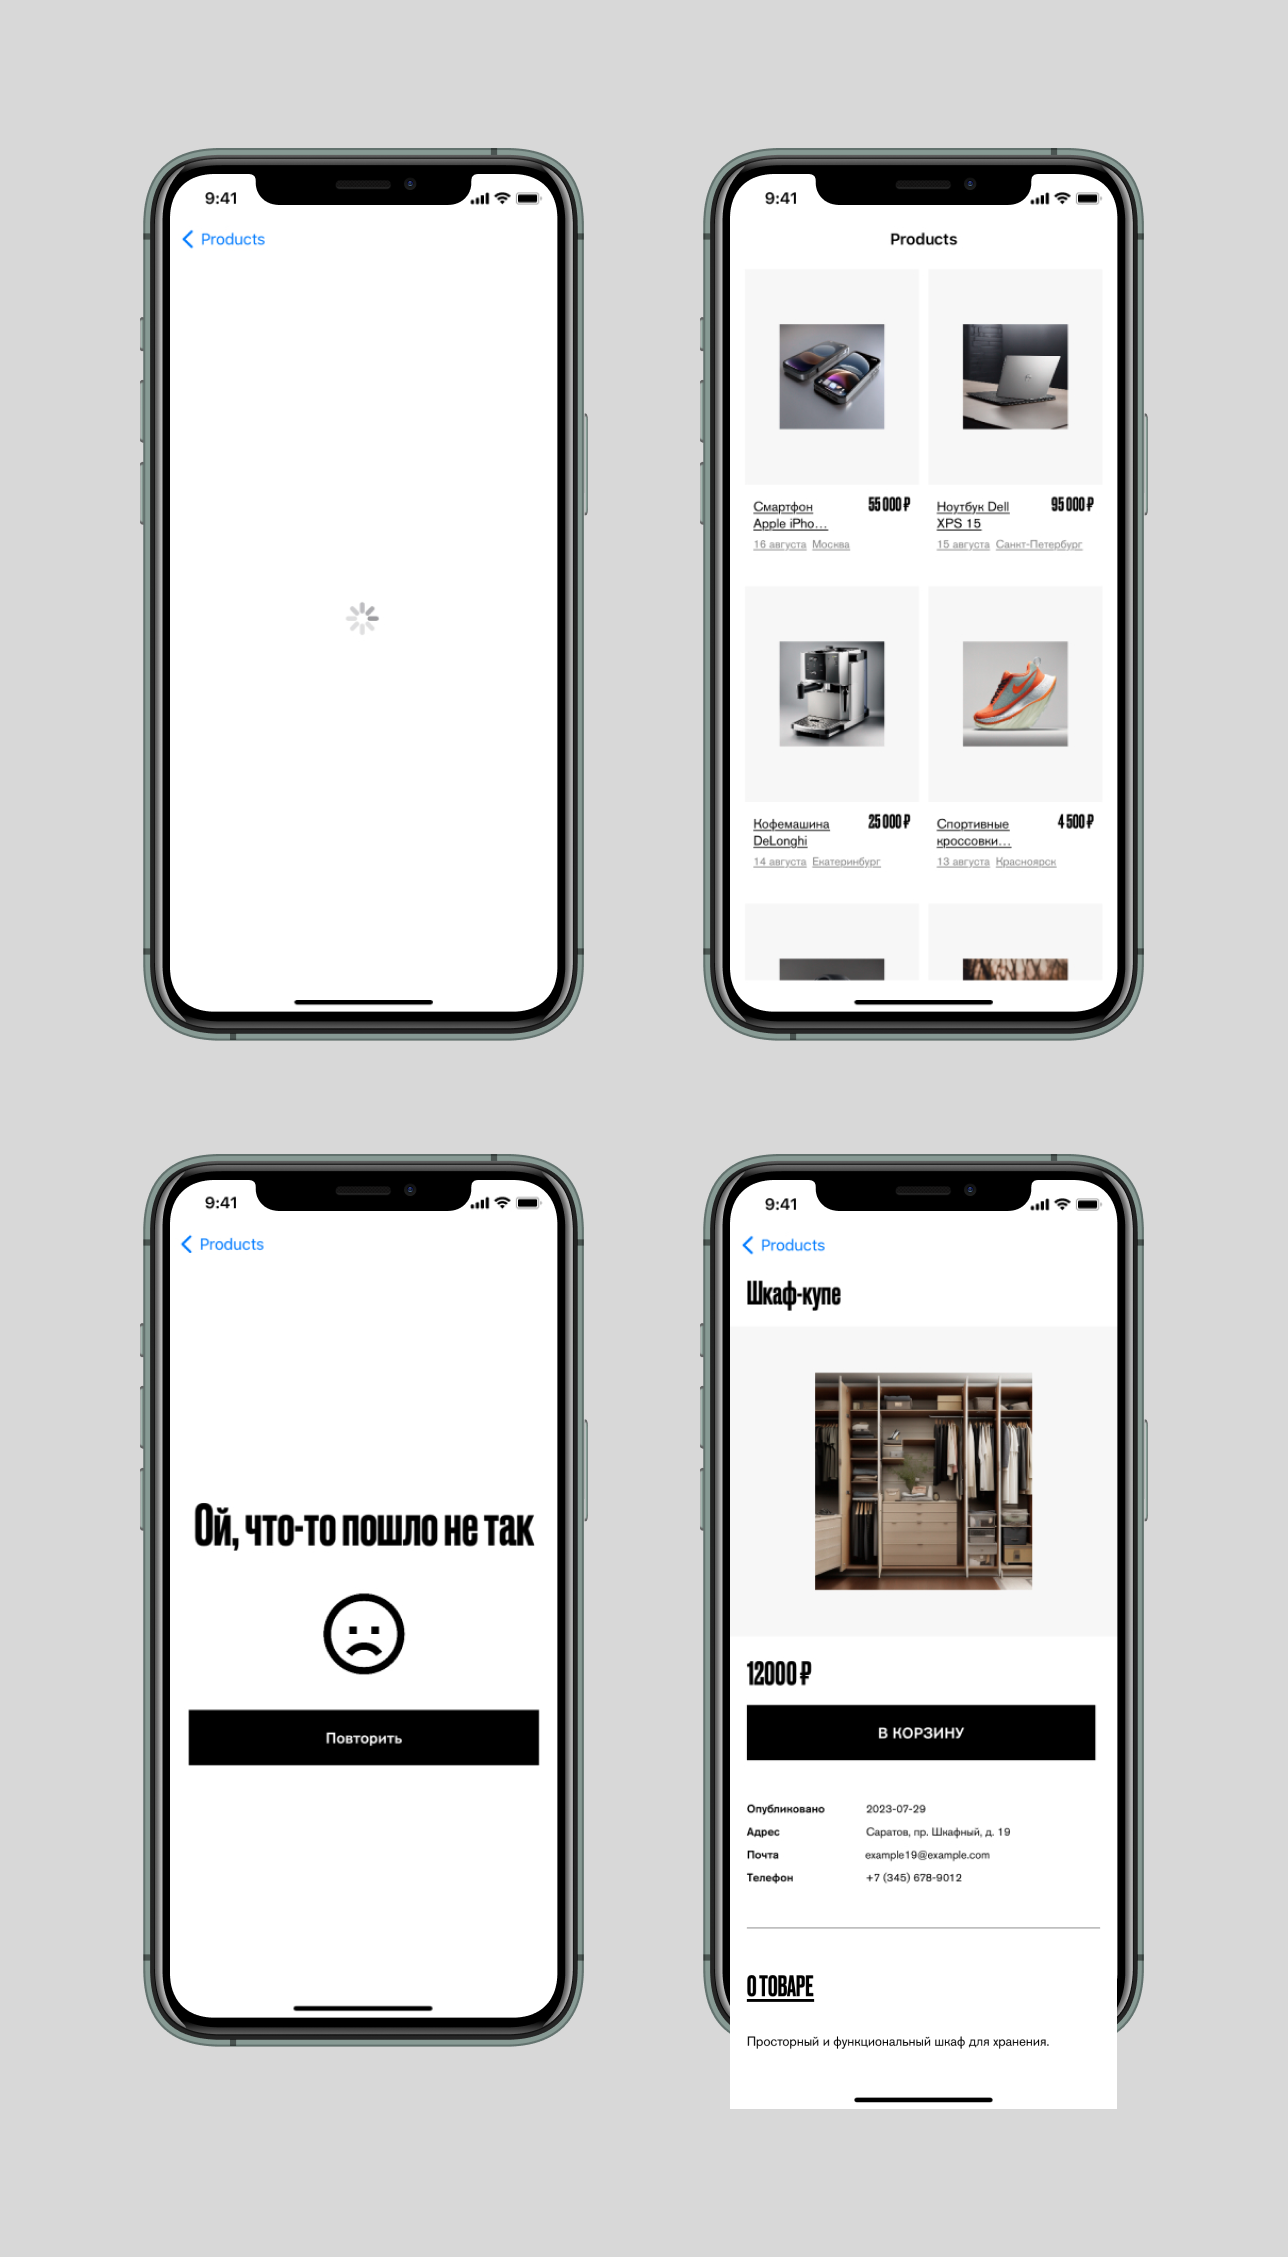 9:41
Products
9:41
Products
55 000 ₽
Смартфон
Apple iPho...
16 августа Москва
95 000 ₽
Ноутбук Dell
XPS 15
15 августа Санкт-Петербург
25 000 ₽
Кофемашина
DeLonghi
14 августа Екатеринбург
4 500 ₽
Спортивные
кроссовки...
13 августа Красноярск
9:41
Products
Ой, что-то пошло не так
Повторить
9:41
Products
Шкаф-купе
12000 ₽
В КОРЗИНУ
Опубликовано 2023-07-29
Адрес Саратов, пр. Шкафный, д. 19
Почта example19@example.com
Телефон +7 (345) 678-9012
О ТОВАРЕ
Просторный и функциональный шкаф для хранения.